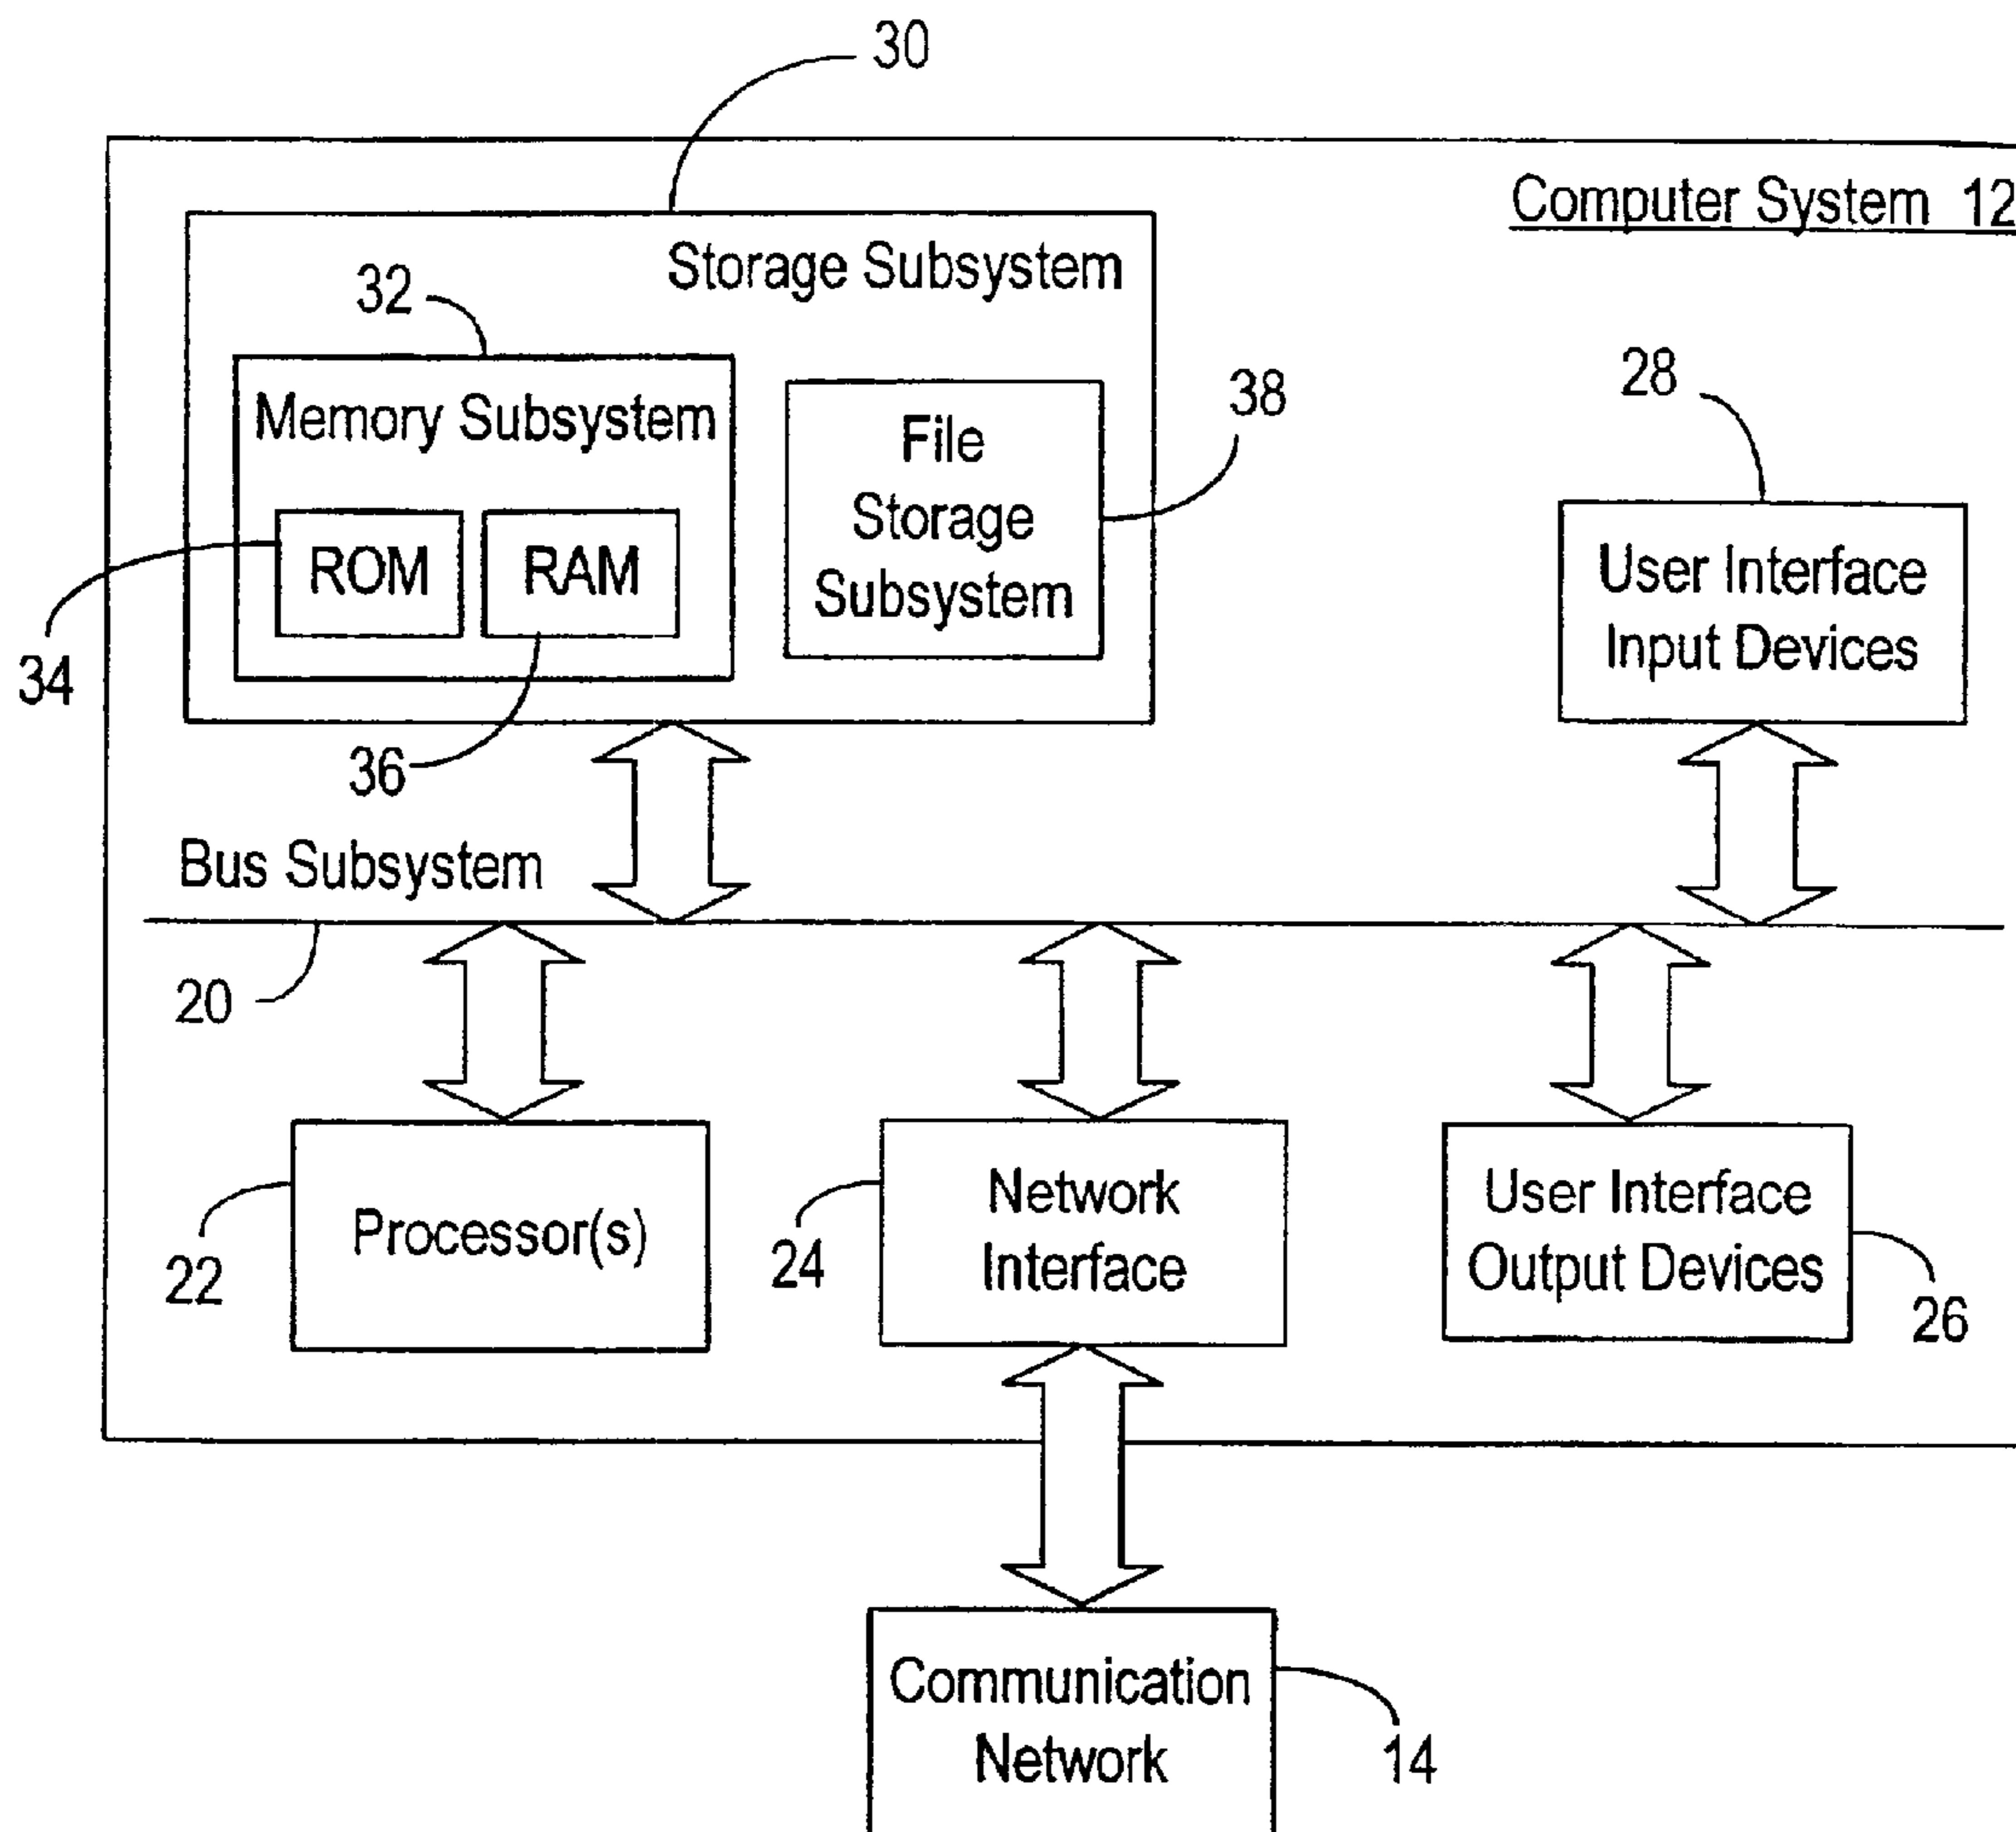 30
Computer System 12
Storage Subsystem
32
Memory Subsystem
File
Storage
Subsystem
38
28
ROM
RAM
User Interface
Input Devices
34
36
Bus Subsystem
20
Processor(s)
22
Network
Interface
24
User Interface
Output Devices
26
Communication
Network
14